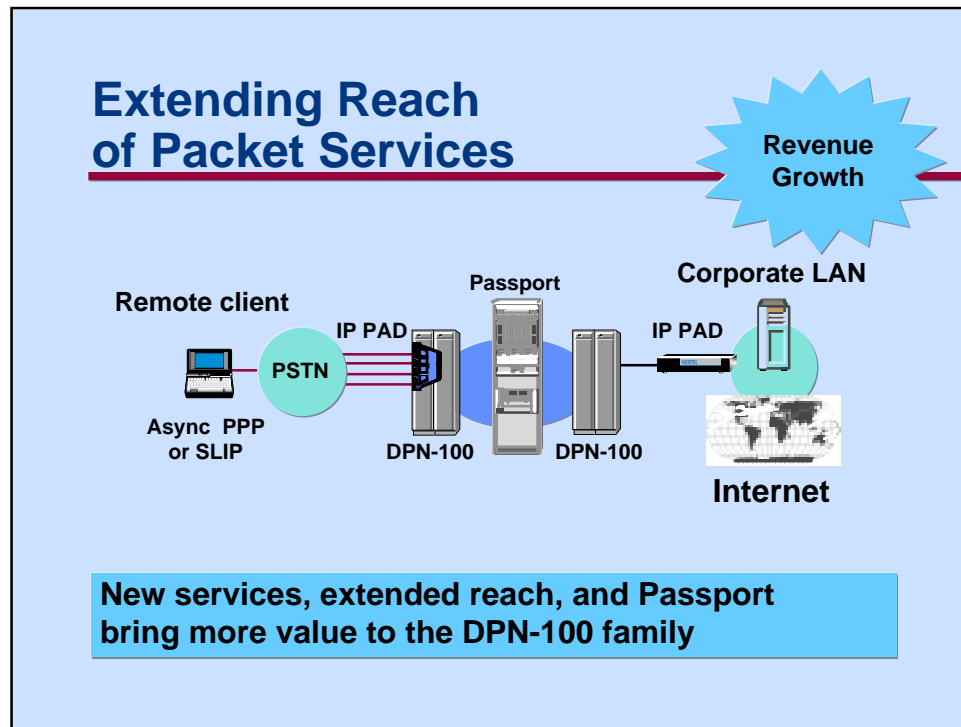 Extending Reach
of Packet Services
Revenue
Growth
Remote client
IP PAD
Passport
Corporate LAN
IP PAD
PSTN
NORTEL
Async PPP
or SLIP
DPN-100
DPN-100
Internet
New services, extended reach, and Passport
bring more value to the DPN-100 family